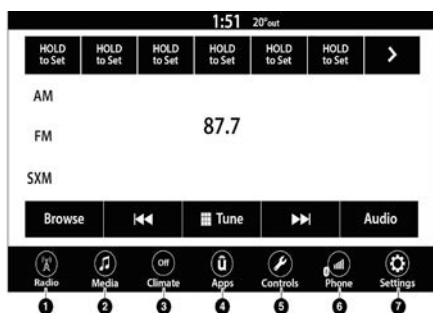 1:51 20°out
HOLD to Set HOLD to Set HOLD to Set HOLD to Set HOLD to Set HOLD to Set
AM
87.7
FM
SXM
Browse Tune Audio
Off û
Radio Media Climate Apps Controls Phone Settings
1 2 3 4 5 6 7